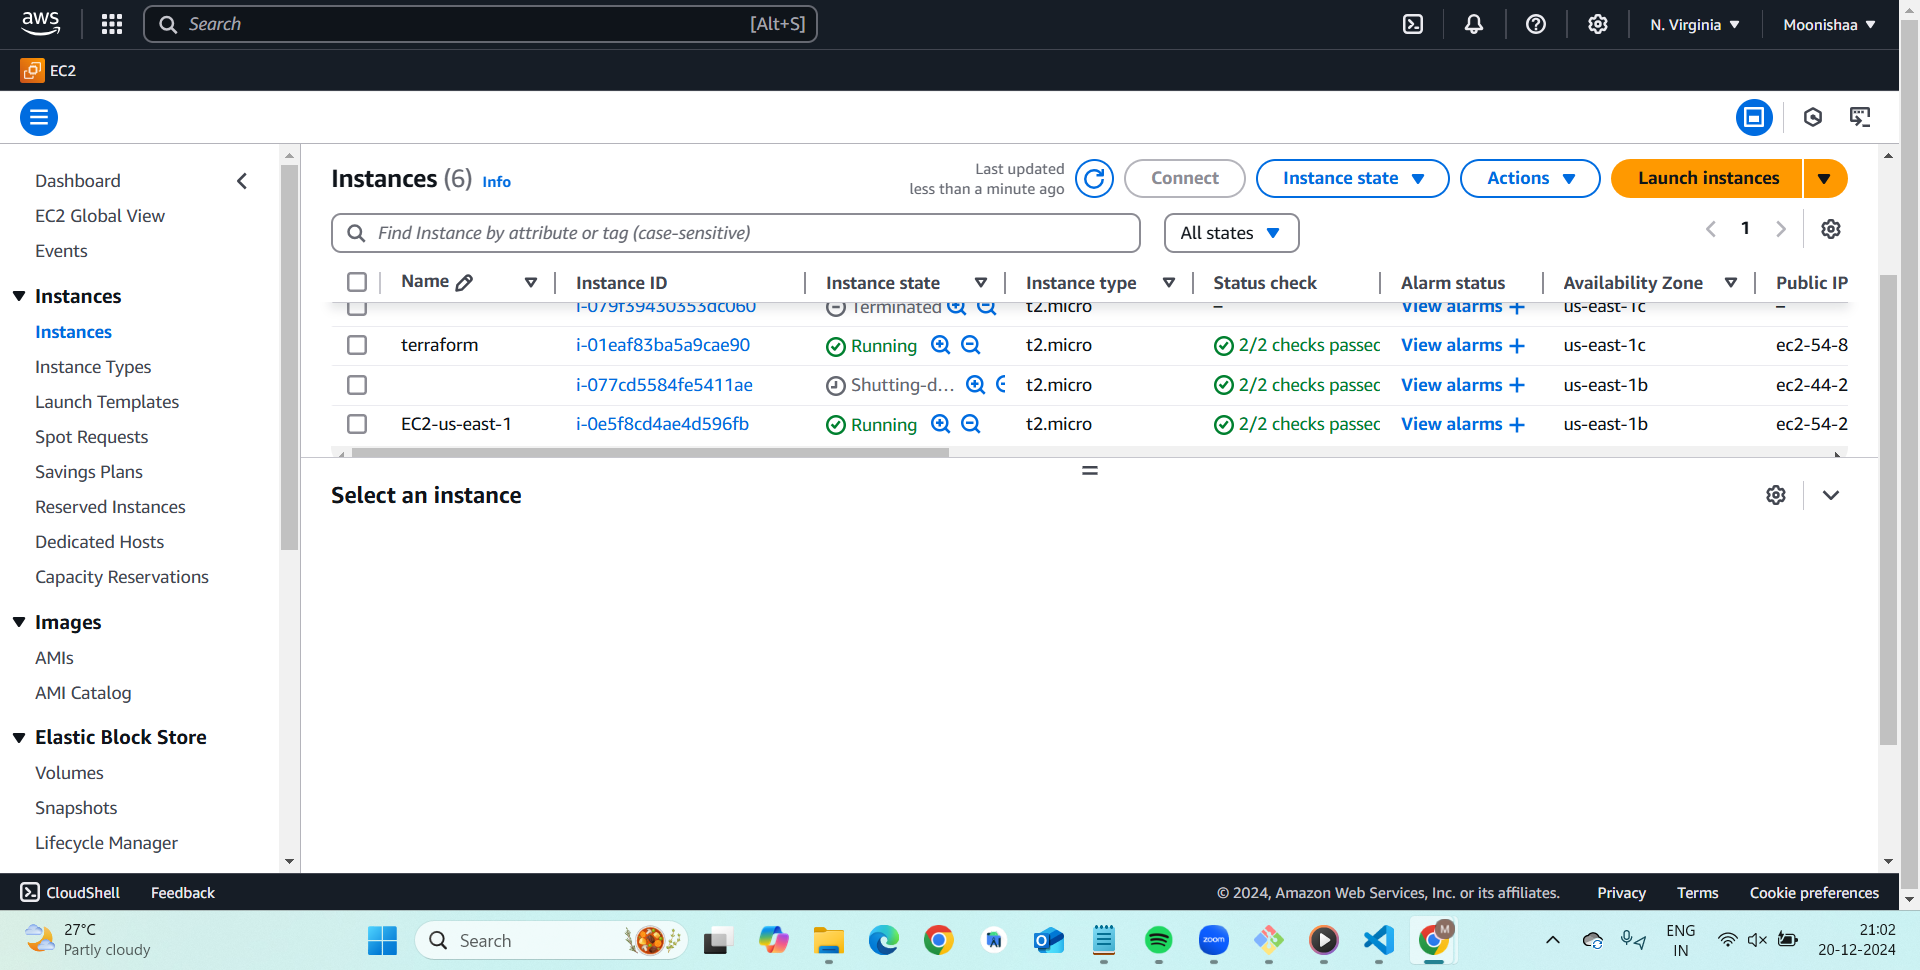 aws
Search [Alt+S]
N. Virginia
Moonishaa
EC2
Dashboard
EC2 Global View
Events
Instances
Instances
Instance Types
Launch Templates
Spot Requests
Savings Plans
Reserved Instances
Dedicated Hosts
Capacity Reservations
Images
AMIs
AMI Catalog
Elastic Block Store
Volumes
Snapshots
Lifecycle Manager
Instances (6) Info
Last updated
less than a minute ago
Connect
Instance state
Actions
Launch instances
Find Instance by attribute or tag (case-sensitive)
All states
1
Name Instance ID Instance state Instance type Status check Alarm status Availability Zone Public IP
i-079f39430353dc060 Terminated t2.micro – View alarms + us-east-1c –
terraform i-01eaf83ba5a9cae90 Running t2.micro 2/2 checks passec View alarms + us-east-1c ec2-54-8
i-077cd5584fe5411ae Shutting-d... t2.micro 2/2 checks passec View alarms + us-east-1b ec2-44-2
EC2-us-east-1 i-0e5f8cd4ae4d596fb Running t2.micro 2/2 checks passec View alarms + us-east-1b ec2-54-2
Select an instance
CloudShell Feedback © 2024, Amazon Web Services, Inc. or its affiliates. Privacy Terms Cookie preferences
27°C
Partly cloudy
Search
zoom
M
ENG
IN
21:02
20-12-2024